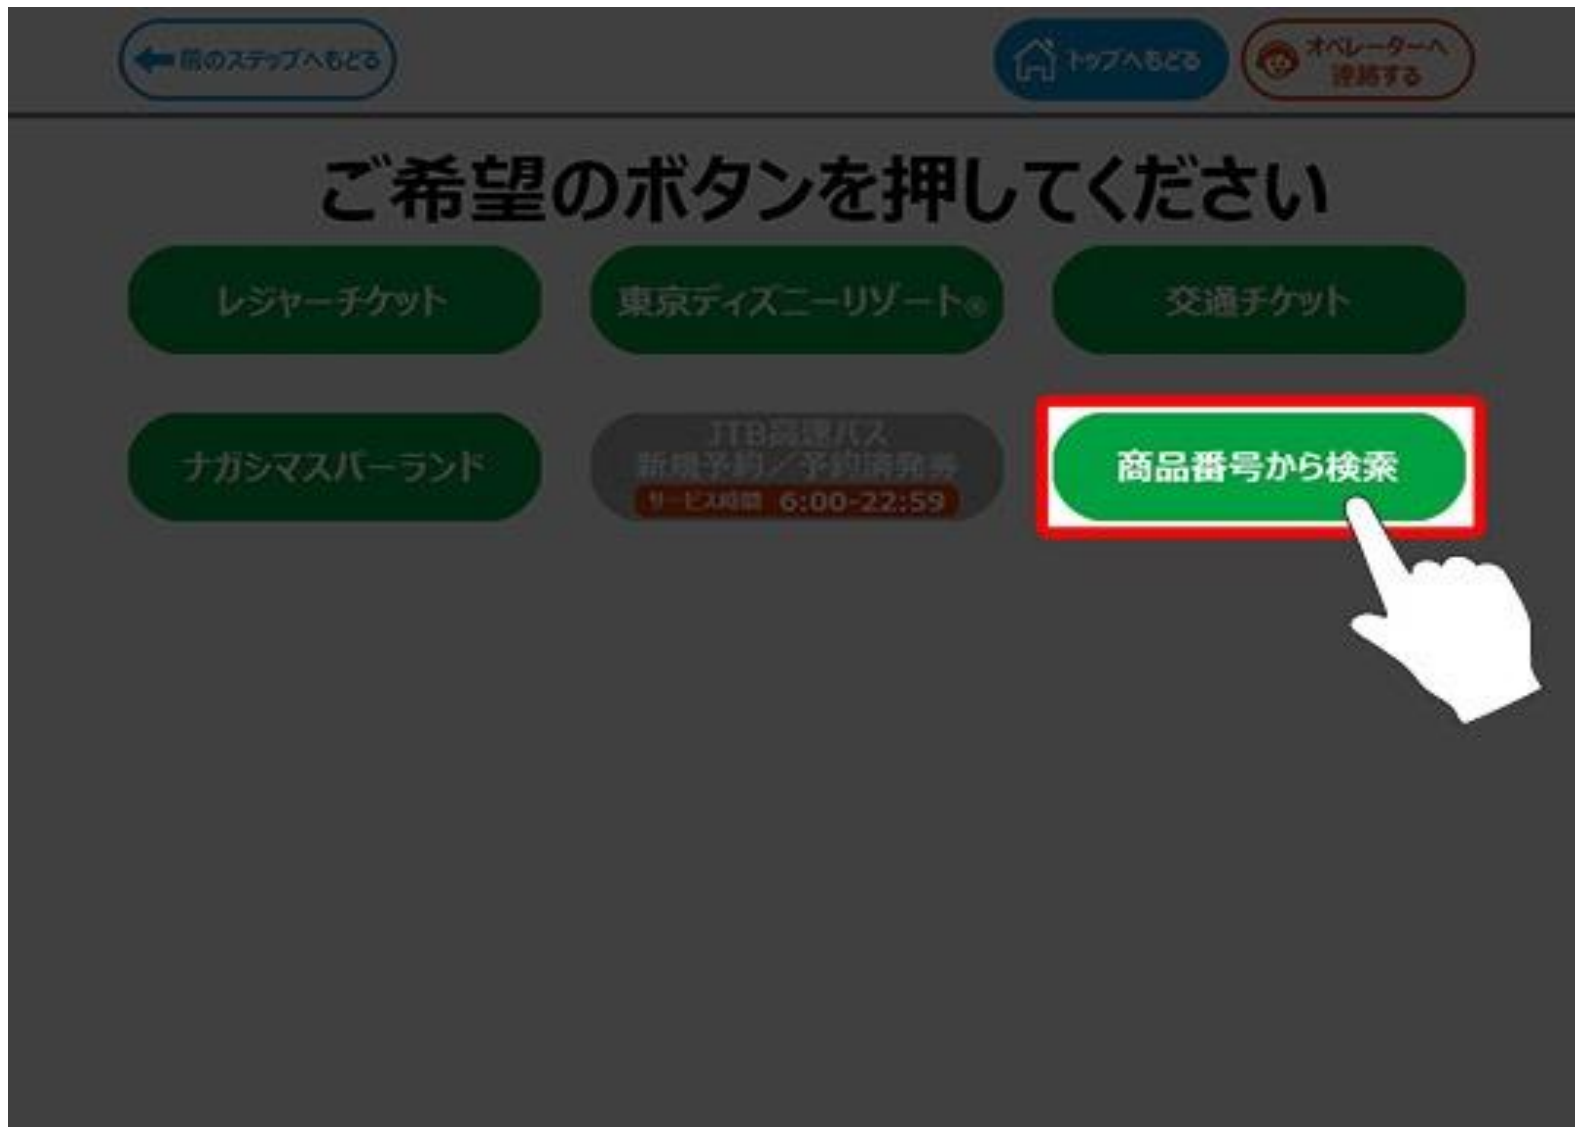 前のステップへもどる
トップへもどる
オペレーターへ
連絡する
ご希望のボタンを押してください
レジャーチケット
東京ディズニーリゾート®
交通チケット
ナガシマスパーランド
JTB高速バス
新規予約／予約済発券
サービス時間 6:00-22:59
商品番号から検索